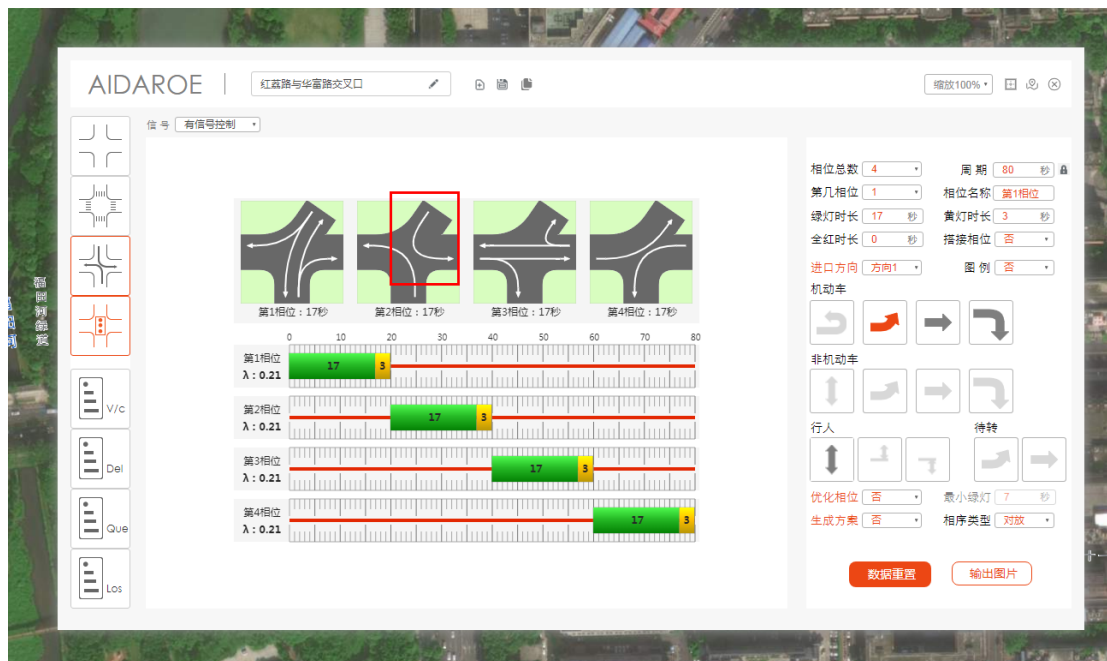 AIDAROE
红荔路与华富路交叉口
缩放100%
信号 有信号控制
相位总数 4 周期 80 秒
第几相位 1 相位名称 第1相位
绿灯时长 17 秒 黄灯时长 3 秒
全红时长 0 秒 搭接相位 否
进口方向 方向1 图例 否
机动车
非机动车
行人 待转
优化相位 否 最小绿灯 7 秒
生成方案 否 相序类型 对放
数据重置 输出图片
第1相位:17秒 第2相位:17秒 第3相位:17秒 第4相位:17秒
0 10 20 30 40 50 60 70 80
第1相位 17 3
λ:0.21
第2相位 17 3
λ:0.21
第3相位 17 3
λ:0.21
第4相位 17 3
λ:0.21
V/c
Del
Que
Los